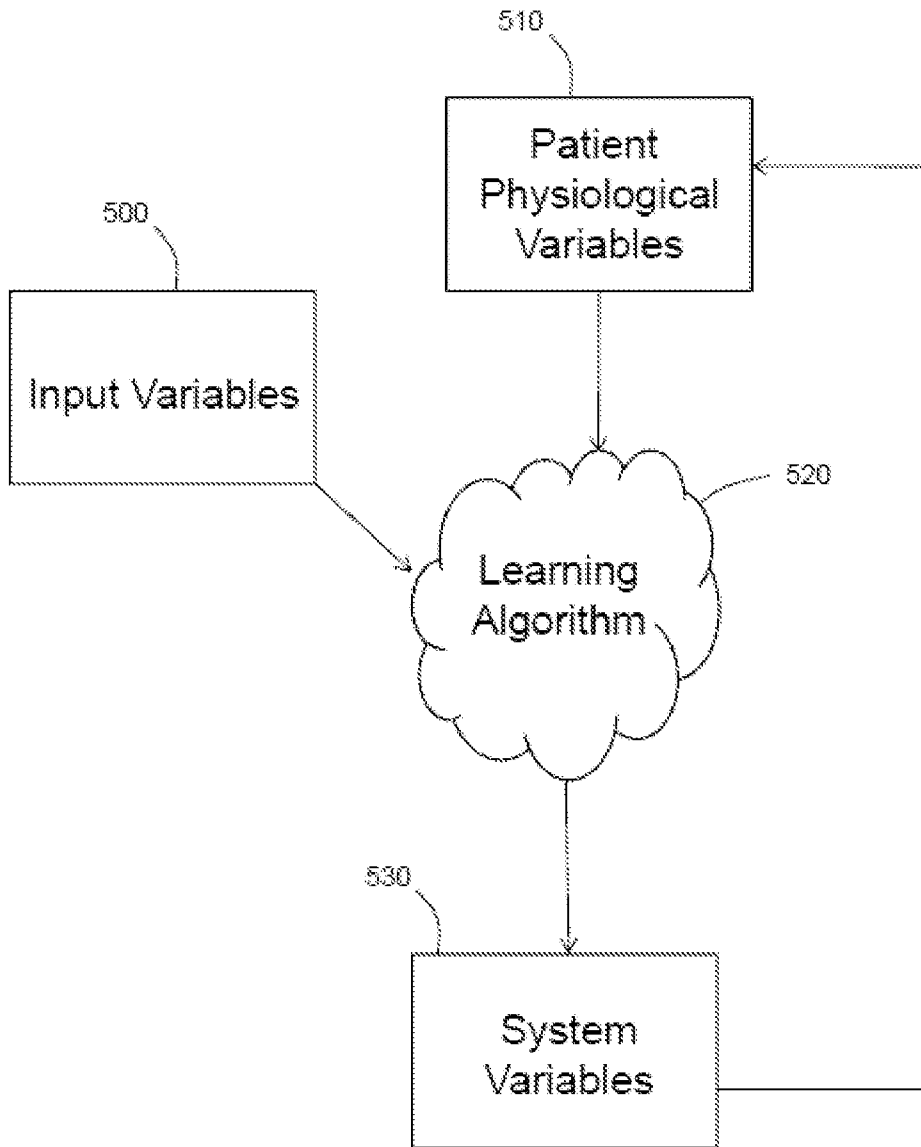 510
Patient
Physiological
Variables
500
Input Variables
520
Learning
Algorithm
530
System
Variables